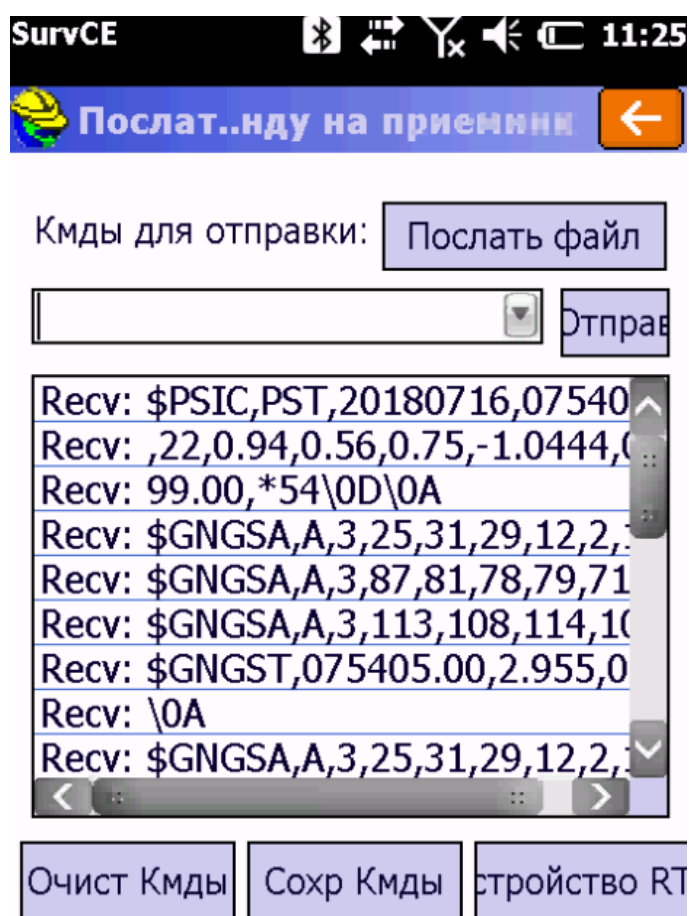 SurvCE 11:25
Послат..нду на приемник
Кмды для отправки: Послать файл
Отправ
Recv: $PSIC,PST,20180716,07540
Recv: ,22,0.94,0.56,0.75,-1.0444,0
Recv: 99.00,*54\0D\0A
Recv: $GNGSA,A,3,25,31,29,12,2,1
Recv: $GNGSA,A,3,87,81,78,79,71
Recv: $GNGSA,A,3,113,108,114,10
Recv: $GNGST,075405.00,2.955,0
Recv: \0A
Recv: $GNGSA,A,3,25,31,29,12,2,1
Очист Кмды Сохр Кмды стройство RT